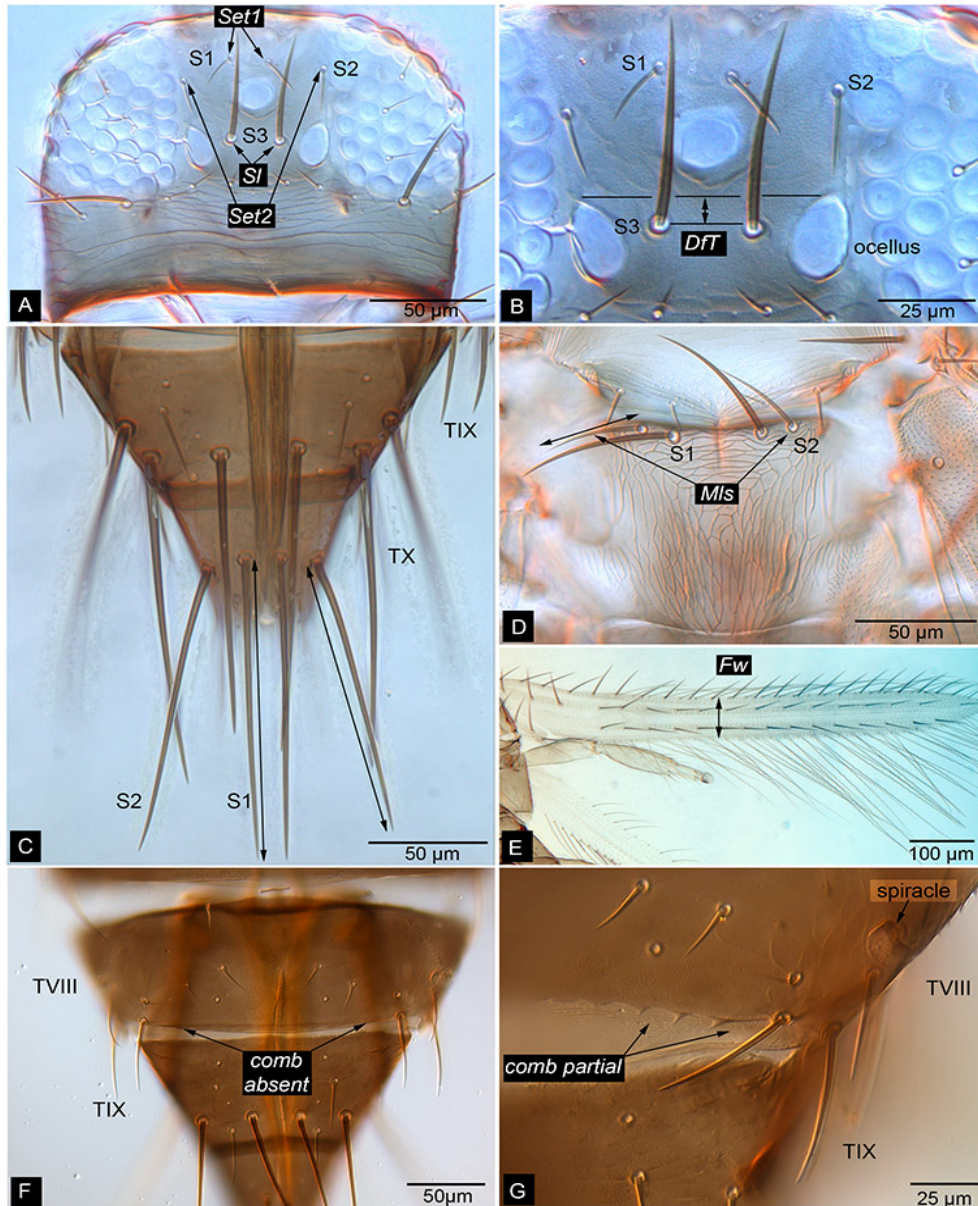 Set1
S1
S2
S3
SI
Set2
A
50 µm
S1
S2
S3
DfT
ocellus
B
25 µm
TIX
TX
S2
S1
C
50 µm
S1
S2
Mls
D
50 µm
Fw
E
100 µm
TVIII
comb
absent
TIX
F
50µm
spiracle
TVIII
comb partial
TIX
G
25 µm